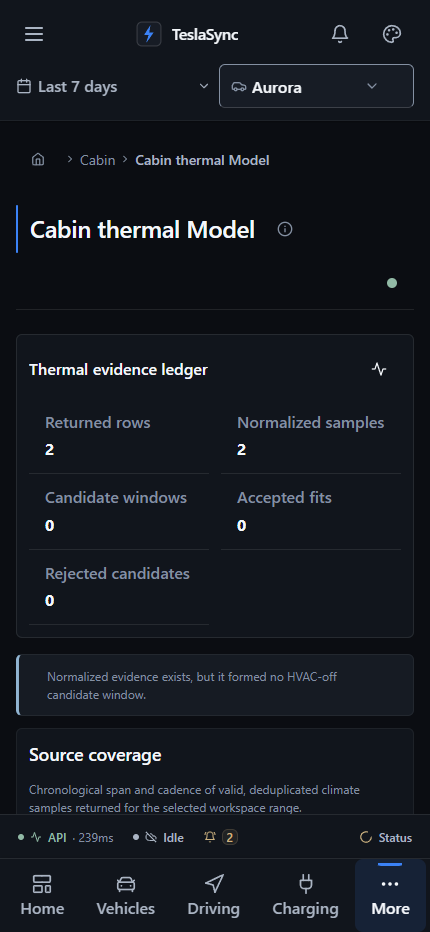 TeslaSync
Last 7 days
Aurora
Cabin
Cabin thermal Model
Cabin thermal Model
Thermal evidence ledger
Returned rows
Normalized samples
2
2
Candidate windows
Accepted fits
0
0
Rejected candidates
0
Normalized evidence exists, but it formed no HVAC-off
candidate window.
Source coverage
Chronological span and cadence of valid, deduplicated climate
samples returned for the selected workspace range.
API · 239ms
Idle
2
Status
Home
Vehicles
Driving
Charging
More